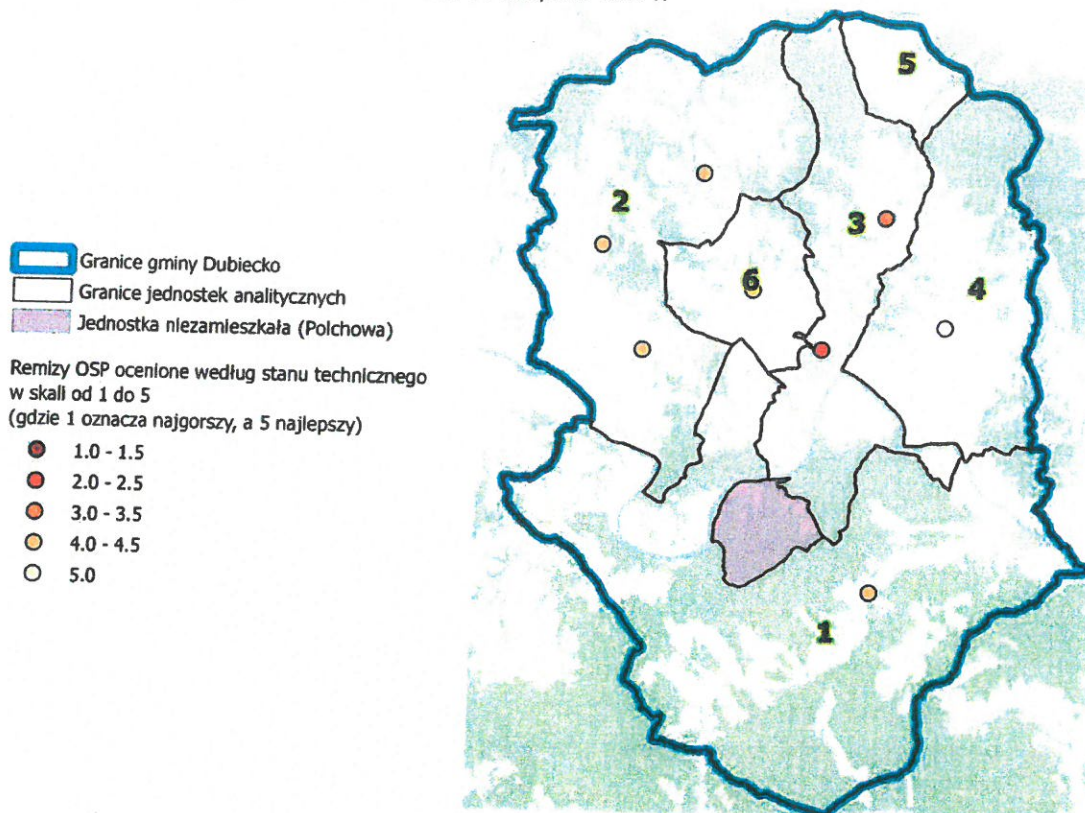 Granice gminy Dubiecko
Granice jednostek analitycznych
Jednostka niezamieszkała (Polchowa)
Remizy OSP ocenione według stanu technicznego
w skali od 1 do 5
(gdzie 1 oznacza najgorszy, a 5 najlepszy)
1.0 - 1.5
2.0 - 2.5
3.0 - 3.5
4.0 - 4.5
5.0
5
2
3
6
4
1